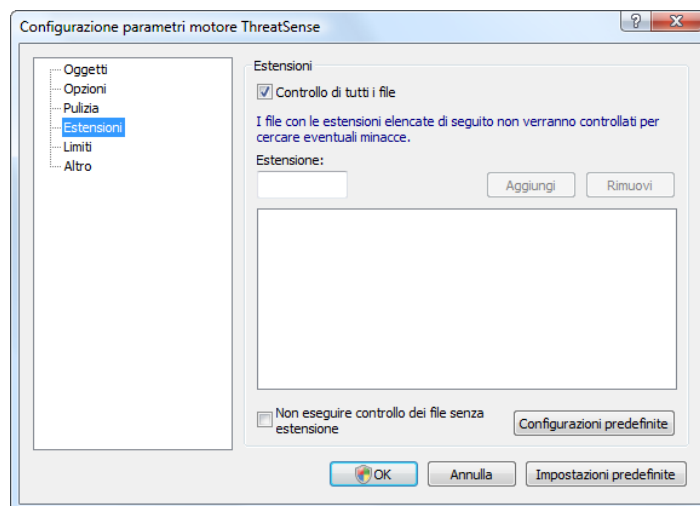 Configurazione parametri motore ThreatSense
Oggetti
Opzioni
Pulizia
Estensioni
Limiti
Altro
Estensioni
Controllo di tutti i file
I file con le estensioni elencate di seguito non verranno controllati per
cercare eventuali minacce.
Estensione:
Aggiungi
Rimuovi
Non eseguire controllo dei file senza
estensione
Configurazioni predefinite
OK
Annulla
Impostazioni predefinite